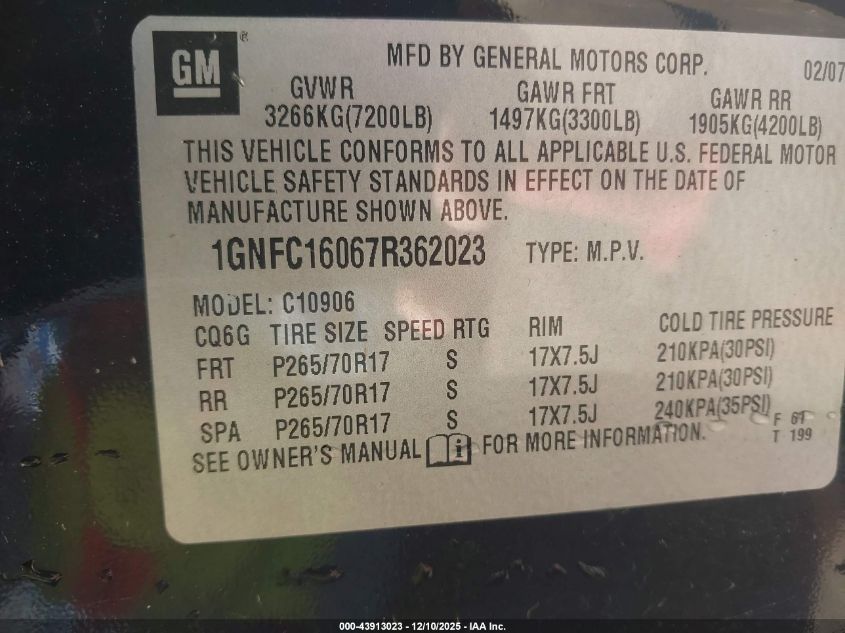 GM®
MFD BY GENERAL MOTORS CORP.
02/07
GVWR GAWR FRT GAWR RR
3266KG(7200LB) 1497KG(3300LB) 1905KG(4200LB)
THIS VEHICLE CONFORMS TO ALL APPLICABLE U.S. FEDERAL MOTOR
VEHICLE SAFETY STANDARDS IN EFFECT ON THE DATE OF
MANUFACTURE SHOWN ABOVE.
1GNFC16067R362023 TYPE: M.P.V.
MODEL: C10906
CQ6G TIRE SIZE SPEED RTG RIM COLD TIRE PRESSURE
FRT P265/70R17 S 17X7.5J 210KPA(30PSI)
RR P265/70R17 S 17X7.5J 210KPA(30PSI)
SPA P265/70R17 S 17X7.5J 240KPA(35PSI)
SEE OWNER'S MANUAL i FOR MORE INFORMATION.
F 61
T 199
000-43913023 - 12/10/2025 - IAA Inc.